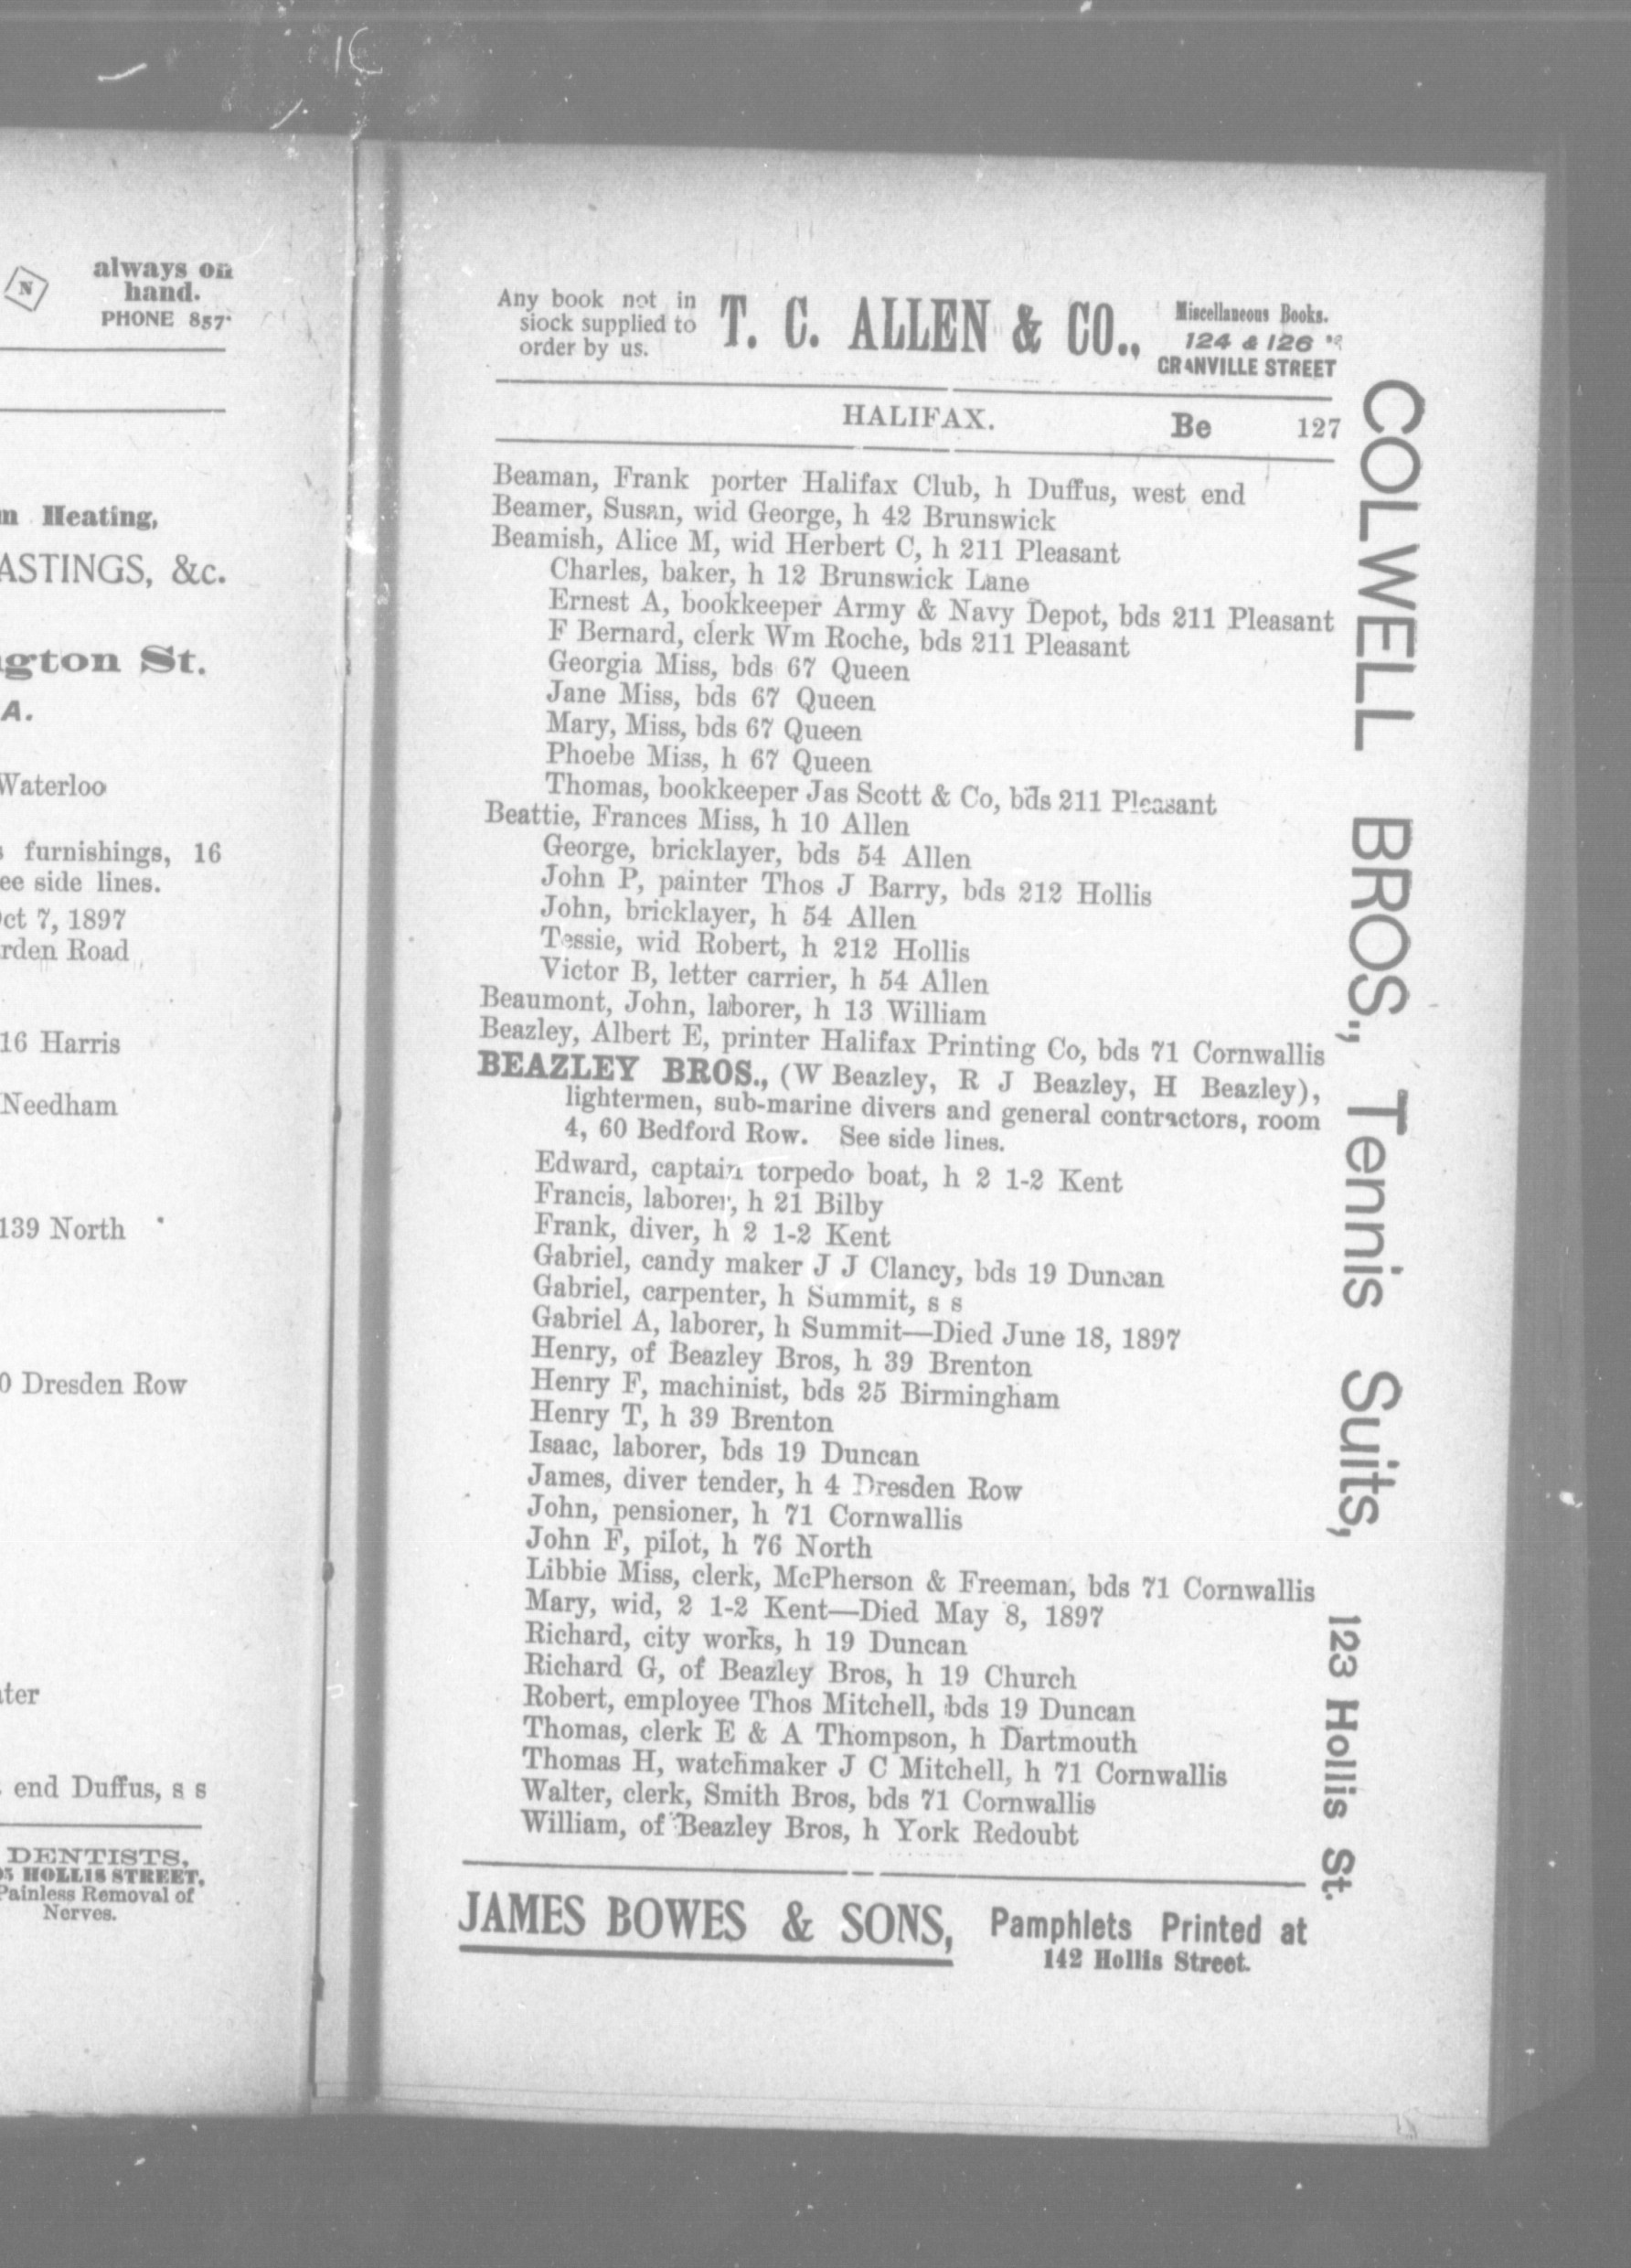 always on
hand.
PHONE 857
N
Heating,
ASTINGS, &c.
gton St.
A.
Waterloo
furnishings, 16
ee side lines.
ct 7, 1897
rden Road
16 Harris
Needham
139 North
0 Dresden Row
ter
end Duffus, s s
DENTISTS,
HOLLIS STREET,
Painless Removal of
Nerves.
Any book not in
siock supplied to
order by us.
T. C. ALLEN & CO.,
Miscellaneous Books.
124 & 126
GRANVILLE STREET
HALIFAX. Be 127
Beaman, Frank porter Halifax Club, h Duffus, west end
Beamer, Susan, wid George, h 42 Brunswick
Beamish, Alice M, wid Herbert C, h 211 Pleasant
Charles, baker, h 12 Brunswick Lane
Ernest A, bookkeeper Army & Navy Depot, bds 211 Pleasant
F Bernard, clerk Wm Roche, bds 211 Pleasant
Georgia Miss, bds 67 Queen
Jane Miss, bds 67 Queen
Mary, Miss, bds 67 Queen
Phoebe Miss, h 67 Queen
Thomas, bookkeeper Jas Scott & Co, bds 211 Pleasant
Beattie, Frances Miss, h 10 Allen
George, bricklayer, bds 54 Allen
John P, painter Thos J Barry, bds 212 Hollis
John, bricklayer, h 54 Allen
Tessie, wid Robert, h 212 Hollis
Victor B, letter carrier, h 54 Allen
Beaumont, John, laborer, h 13 William
Beazley, Albert E, printer Halifax Printing Co, bds 71 Cornwallis
BEAZLEY BROS., (W Beazley, R J Beazley, H Beazley),
lightermen, sub-marine divers and general contractors, room
4, 60 Bedford Row. See side lines.
Edward, captain torpedo boat, h 2 1-2 Kent
Francis, laborer, h 21 Bilby
Frank, diver, h 2 1-2 Kent
Gabriel, candy maker J J Clancy, bds 19 Duncan
Gabriel, carpenter, h Summit, s s
Gabriel A, laborer, h Summit—Died June 18, 1897
Henry, of Beazley Bros, h 39 Brenton
Henry F, machinist, bds 25 Birmingham
Henry T, h 39 Brenton
Isaac, laborer, bds 19 Duncan
James, diver tender, h 4 Dresden Row
John, pensioner, h 71 Cornwallis
John F, pilot, h 76 North
Libbie Miss, clerk, McPherson & Freeman, bds 71 Cornwallis
Mary, wid, 2 1-2 Kent—Died May 8, 1897
Richard, city works, h 19 Duncan
Richard G, of Beazley Bros, h 19 Church
Robert, employee Thos Mitchell, bds 19 Duncan
Thomas, clerk E & A Thompson, h Dartmouth
Thomas H, watchmaker J C Mitchell, h 71 Cornwallis
Walter, clerk, Smith Bros, bds 71 Cornwallis
William, of Beazley Bros, h York Redoubt
JAMES BOWES & SONS, Pamphlets Printed at
142 Hollis Street.
COLWELL BROS., Tennis Suits, 123 Hollis St.